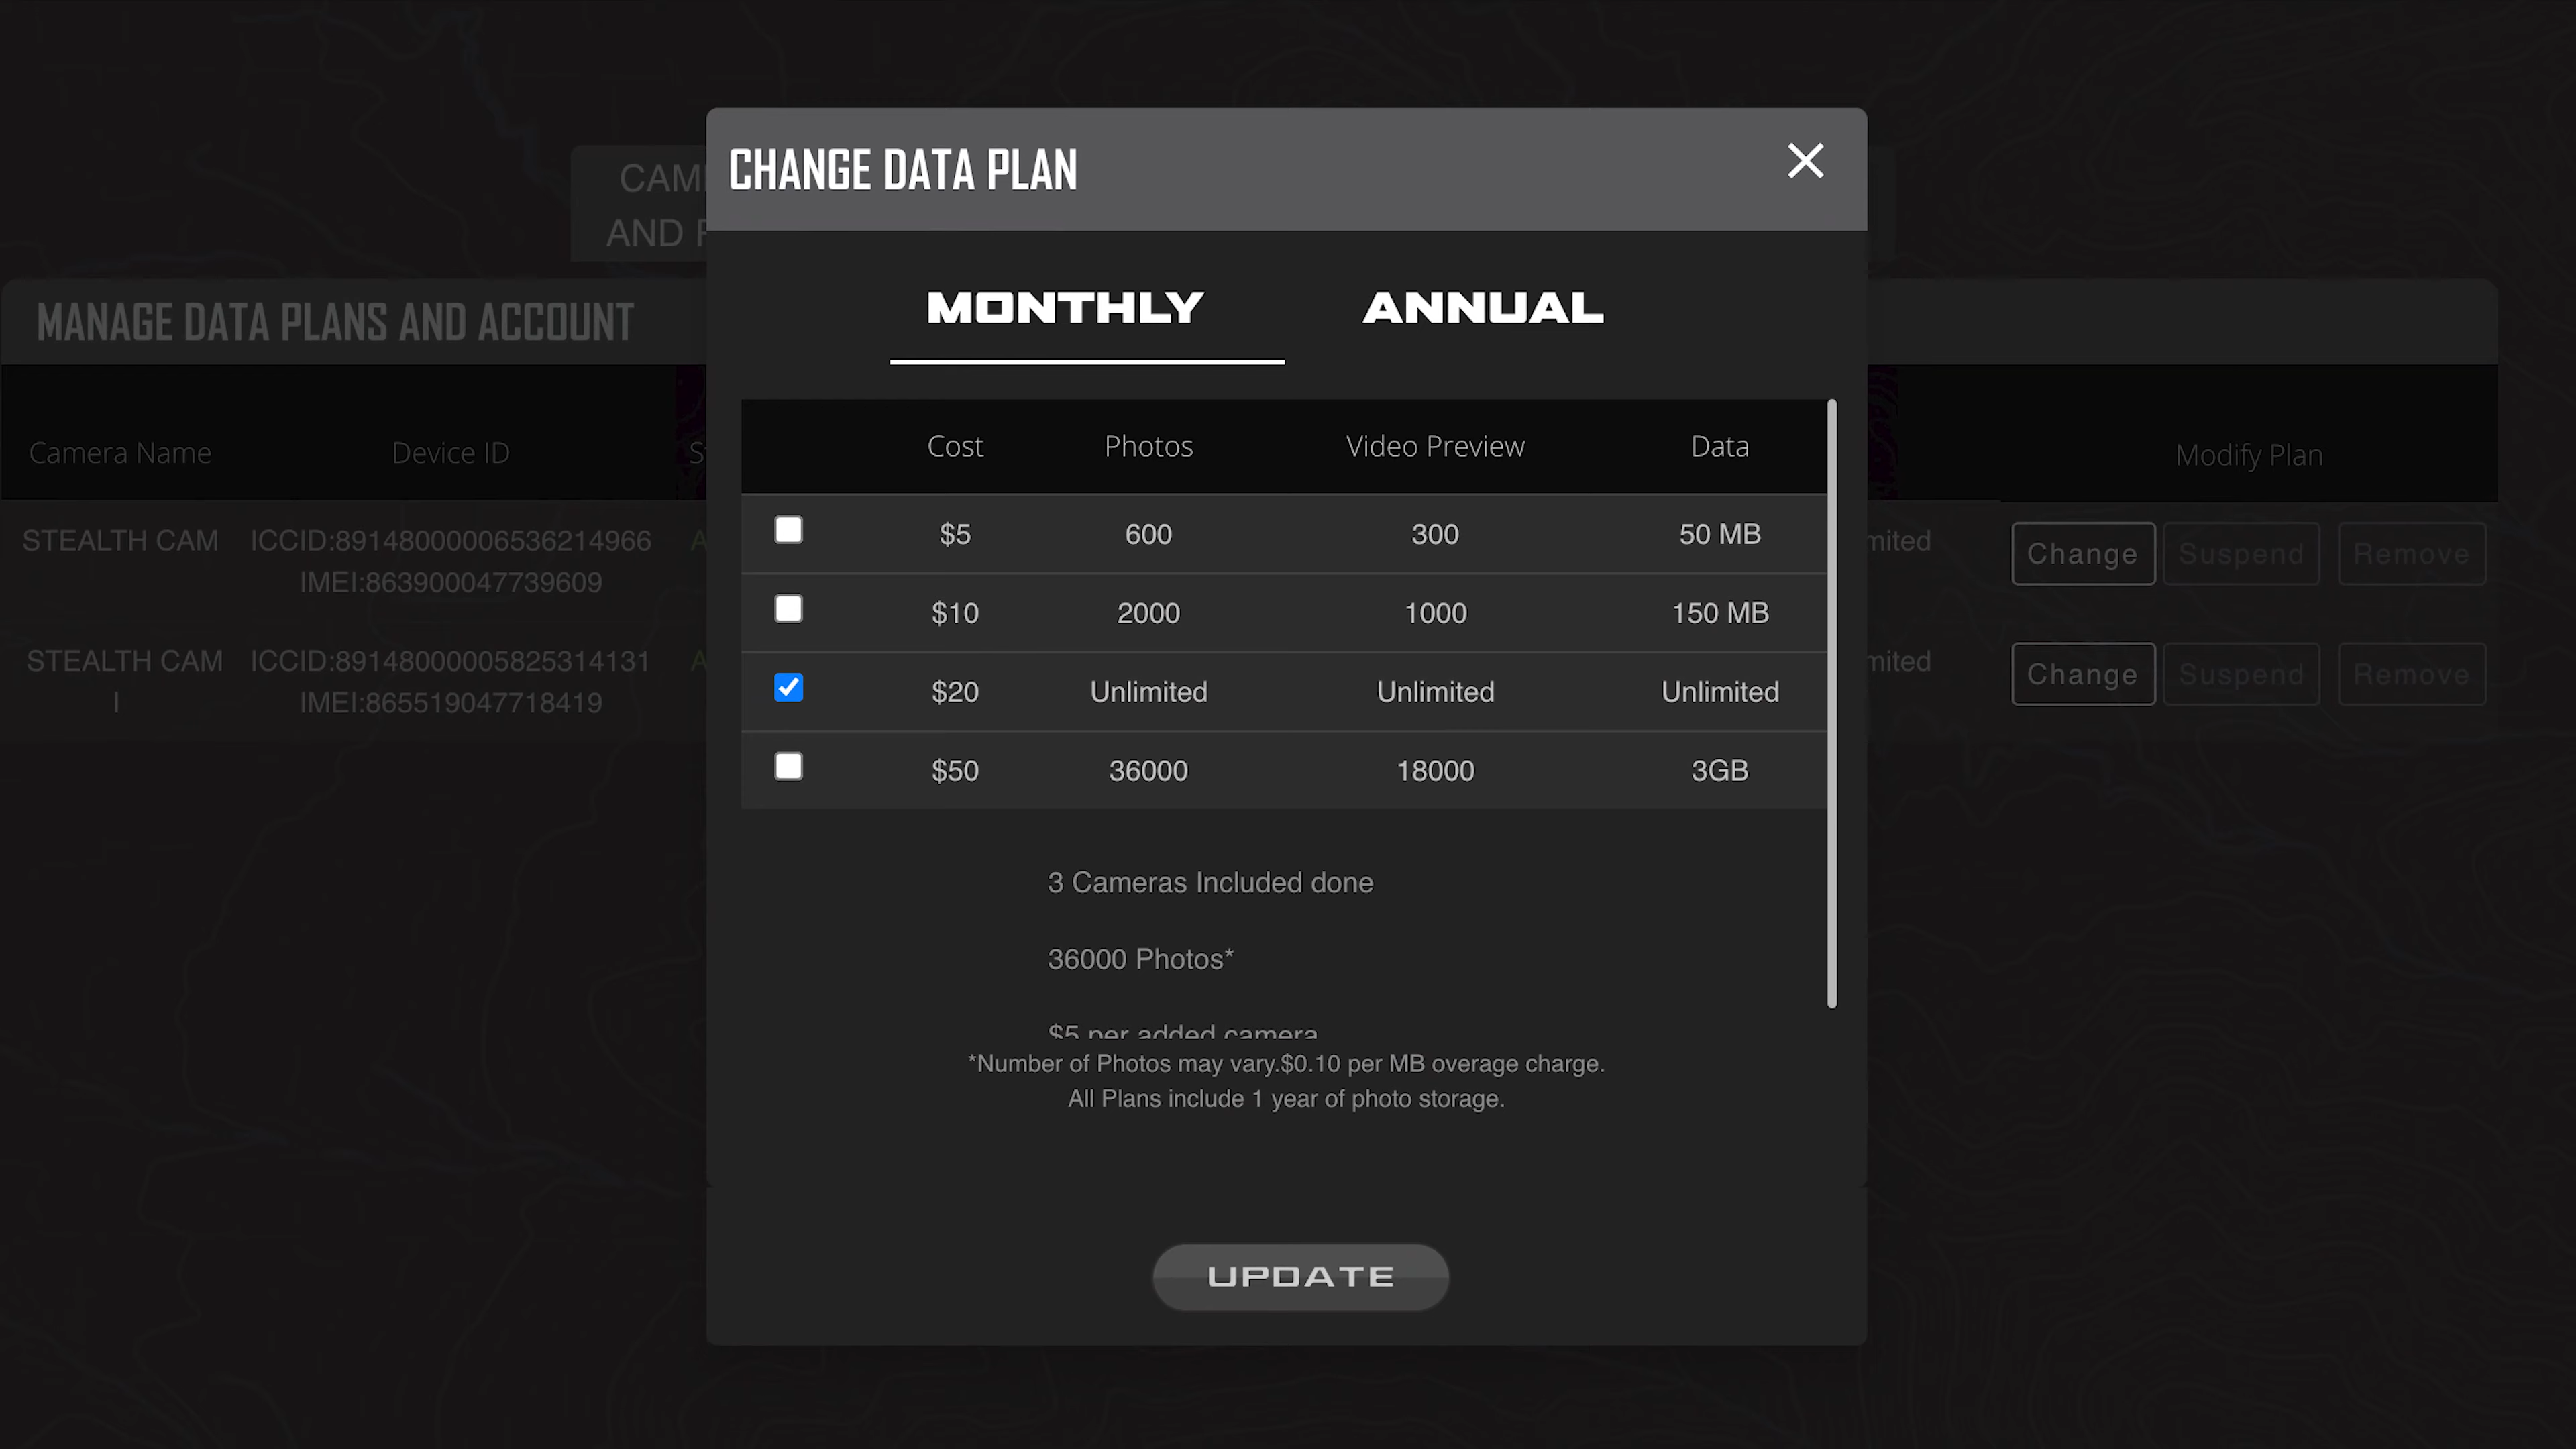 CHANGE DATA PLAN
CAM
AND
MANAGE DATA PLANS AND ACCOUNT
MONTHLY ANNUAL
Camera Name Device ID Modify Plan
Cost Photos Video Preview Data
STEALTH CAM ICCID:89148000006536214966 Change Suspend Remove
IMEI:863900047739609
STEALTH CAM ICCID:89148000005825314131 Change Suspend Remove
I IMEI:865519047718419
$5 600 300 50 MB
$10 2000 1000 150 MB
$20 Unlimited Unlimited Unlimited
$50 36000 18000 3GB
3 Cameras Included done
36000 Photos*
$5 per added camera
*Number of Photos may vary.$0.10 per MB overage charge.
All Plans include 1 year of photo storage.
UPDATE